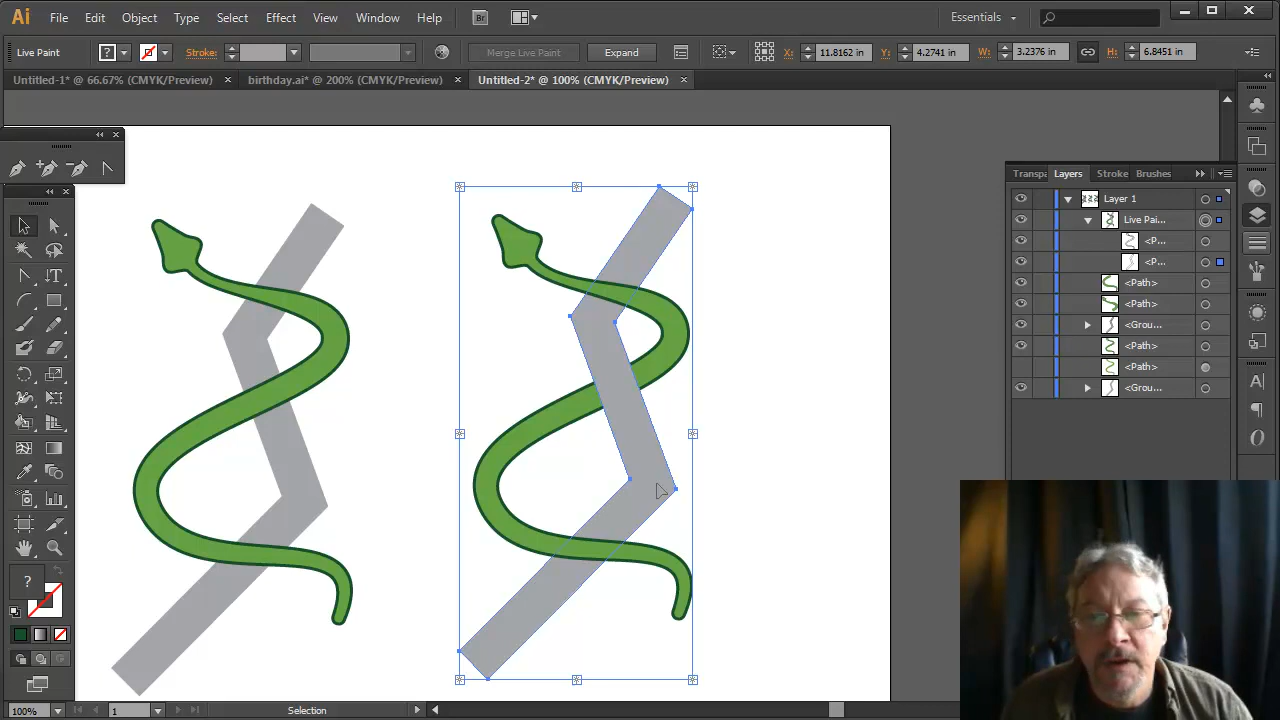 Ai File Edit Object Type Select Effect View Window Help Br Essentials
Live Paint ? Stroke: Merge Live Paint Expand X: 11.8162 in Y: 4.2741 in W: 3.2376 in H: 6.8451 in
Untitled-1* @ 66.67% (CMYK/Preview) × birthday.ai* @ 200% (CMYK/Preview) × Untitled-2* @ 100% (CMYK/Preview) ×
Transpa Layers Stroke Brushes
Layer 1
Live Pai...
<P...
<P...
<Path>
<Path>
<Grou...
<Path>
<Path>
<Grou...
?
100% 1 Selection